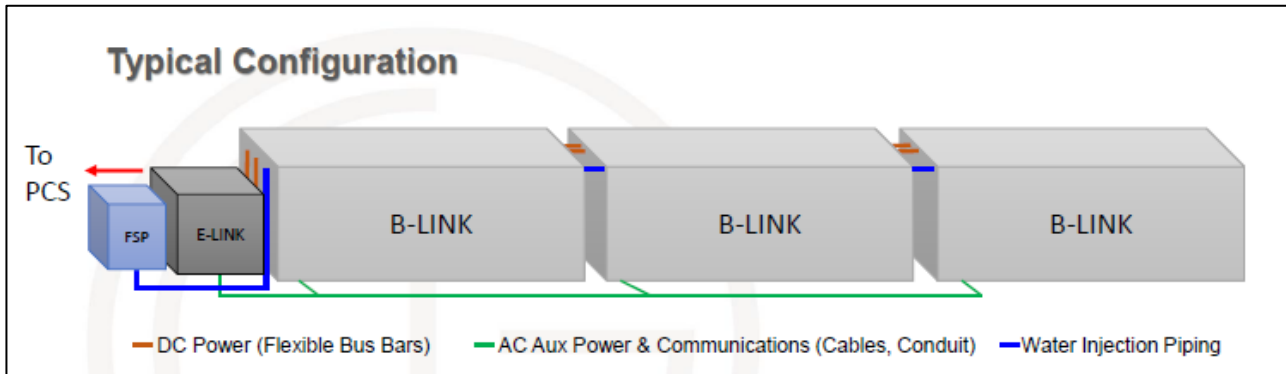 Typical Configuration
To
PCS
FSP
E-LINK
B-LINK
B-LINK
B-LINK
DC Power (Flexible Bus Bars)
AC Aux Power & Communications (Cables, Conduit)
Water Injection Piping